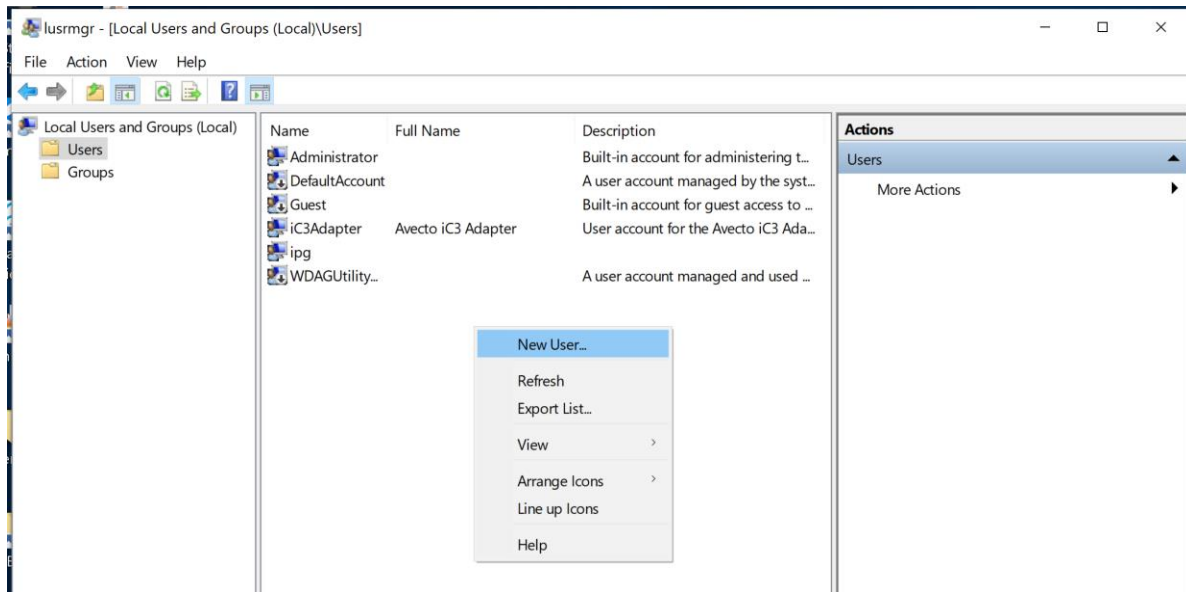 lusrmgr - [Local Users and Groups (Local)\Users]
File Action View Help
Local Users and Groups (Local)
Users
Groups
Name Full Name Description
Administrator Built-in account for administering t...
DefaultAccount A user account managed by the syst...
Guest Built-in account for guest access to ...
iC3Adapter Avecto iC3 Adapter User account for the Avecto iC3 Ada...
ipg
WDAGUtility... A user account managed and used ...
New User...
Refresh
Export List...
View
Arrange Icons
Line up Icons
Help
Actions
Users
More Actions